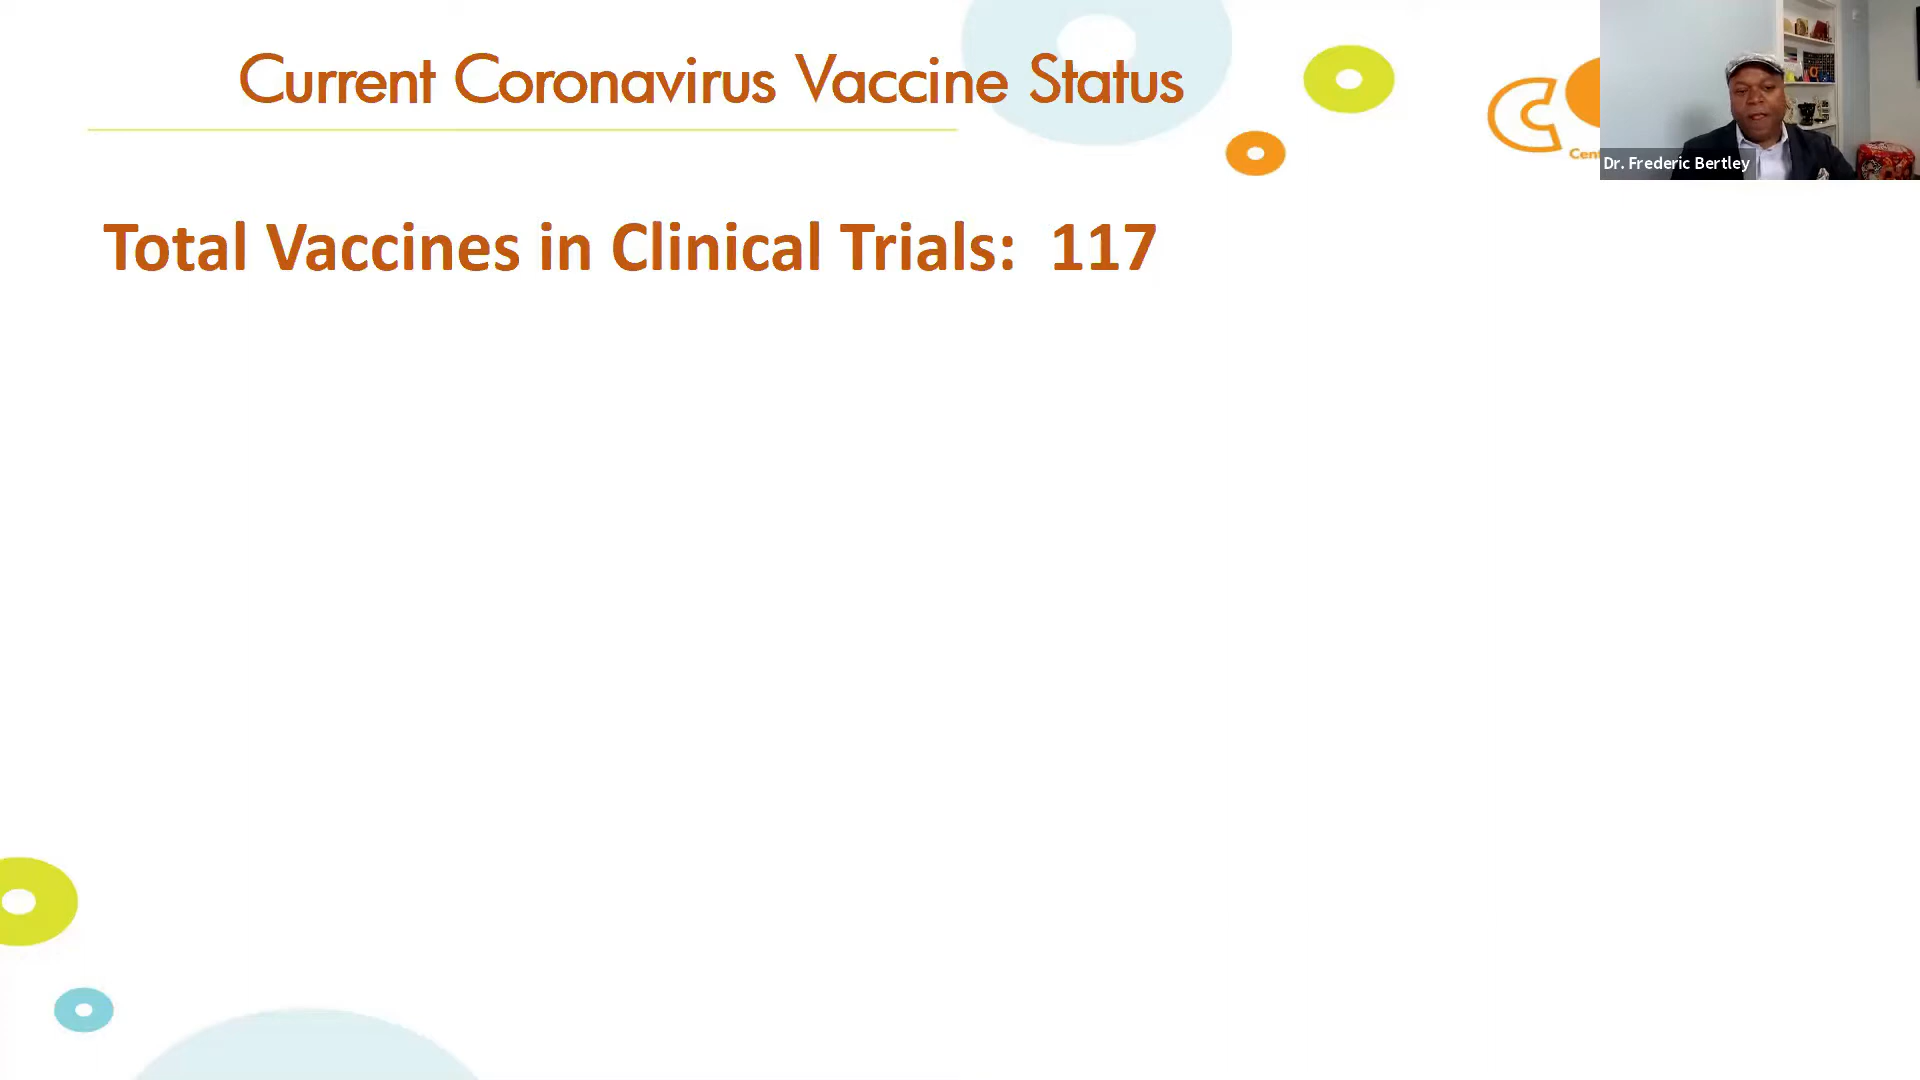 Current Coronavirus Vaccine Status
Dr. Frederic Bertley
Total Vaccines in Clinical Trials: 117